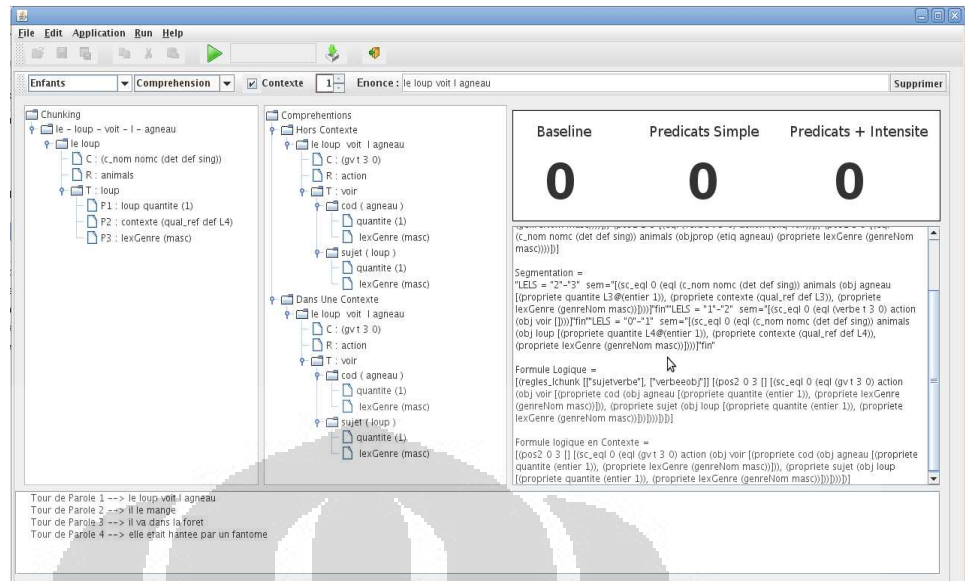 File Edit Application Run Help
Enfants Comprehension Contexte 1 Enonce : le loup voit l agneau Supprimer
Chunking
le - loup - voit - l - agneau
le loup
C : (c_nom nomc (det def sing))
R : animals
T : loup
P1 : loup quantite (1)
P2 : contexte (qual_ref def L4)
P3 : lexGenre (masc)
Comprehentions
Hors Contexte
le loup voit l agneau
C : (gv t 3 0)
R : action
T : voir
cod ( agneau )
quantite (1)
lexGenre (masc)
sujet ( loup )
quantite (1)
lexGenre (masc)
Dans Une Contexte
le loup voit l agneau
C : (gv t 3 0)
R : action
T : voir
cod ( agneau )
quantite (1)
lexGenre (masc)
sujet ( loup )
quantite (1)
lexGenre (masc)
Baseline Predicats Simple Predicats + Intensite
0 0 0
(c_nom nomc (det def sing)) animals (objprop (etiq agneau) (propriete lexGenre (genreNom
masc))))])]
Segmentation =
"LELS = "2"-"3" sem="[(sc_eql 0 (eql (c_nom nomc (det def sing)) animals (obj agneau
[(propriete quantite L3@(entier 1)), (propriete contexte (qual_ref def L3)), (propriete
lexGenre (genreNom masc))])))]"fin""LELS = "1"-"2" sem="[(sc_eql 0 (eql (verbe t 3 0) action
(obj voir [])))]"fin""LELS = "0"-"1" sem="[(sc_eql 0 (eql (c_nom nomc (det def sing)) animals
(obj loup [(propriete quantite L4@(entier 1)), (propriete contexte (qual_ref def L4)),
(propriete lexGenre (genreNom masc))])))]"fin"
Formule Logique =
[(regles_lchunk [["sujetverbe"], ["verbeobj"]] [(pos2 0 3 [] [(sc_eql 0 (eql (gv t 3 0) action
(obj voir [(propriete cod (obj agneau [(propriete quantite (entier 1)), (propriete lexGenre
(genreNom masc))])), (propriete sujet (obj loup [(propriete quantite (entier 1)), (propriete
lexGenre (genreNom masc))]))])))])])]
Formule logique en Contexte =
[(pos2 0 3 [] [(sc_eql 0 (eql (gv t 3 0) action (obj voir [(propriete cod (obj agneau [(propriete
quantite (entier 1)), (propriete lexGenre (genreNom masc))])), (propriete sujet (obj loup
[(propriete quantite (entier 1)), (propriete lexGenre (genreNom masc))]))])))])]
Tour de Parole 1 --> le loup voit l agneau
Tour de Parole 2 --> il le mange
Tour de Parole 3 --> il va dans la foret
Tour de Parole 4 --> elle etait hantee par un fantome